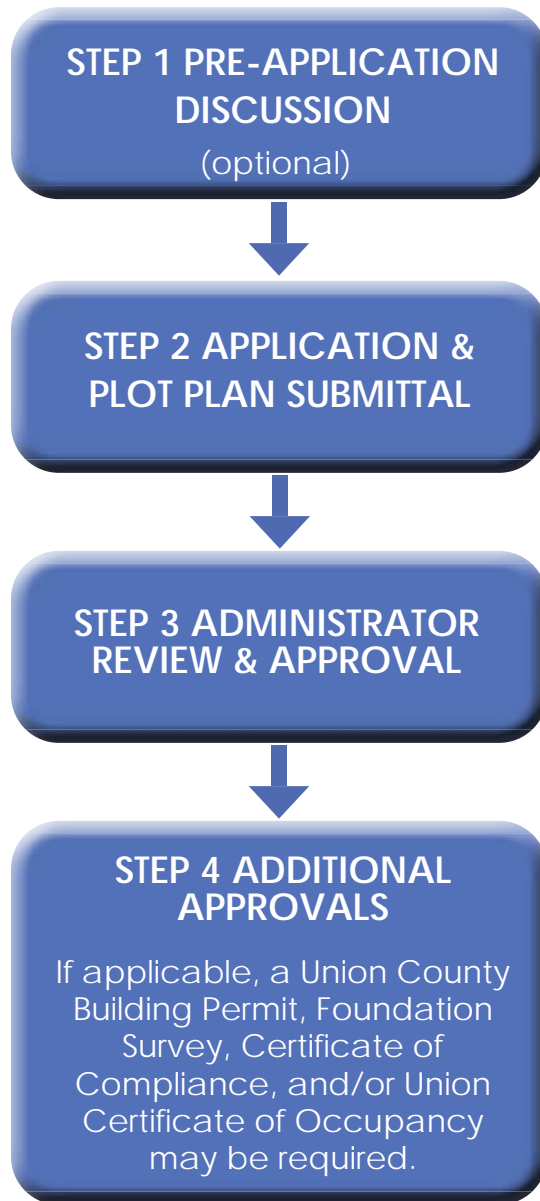 STEP 1 PRE-APPLICATION
DISCUSSION
(optional)
STEP 2 APPLICATION &
PLOT PLAN SUBMITTAL
STEP 3 ADMINISTRATOR
REVIEW & APPROVAL
STEP 4 ADDITIONAL
APPROVALS
If applicable, a Union County
Building Permit, Foundation
Survey, Certificate of
Compliance, and/or Union
Certificate of Occupancy
may be required.